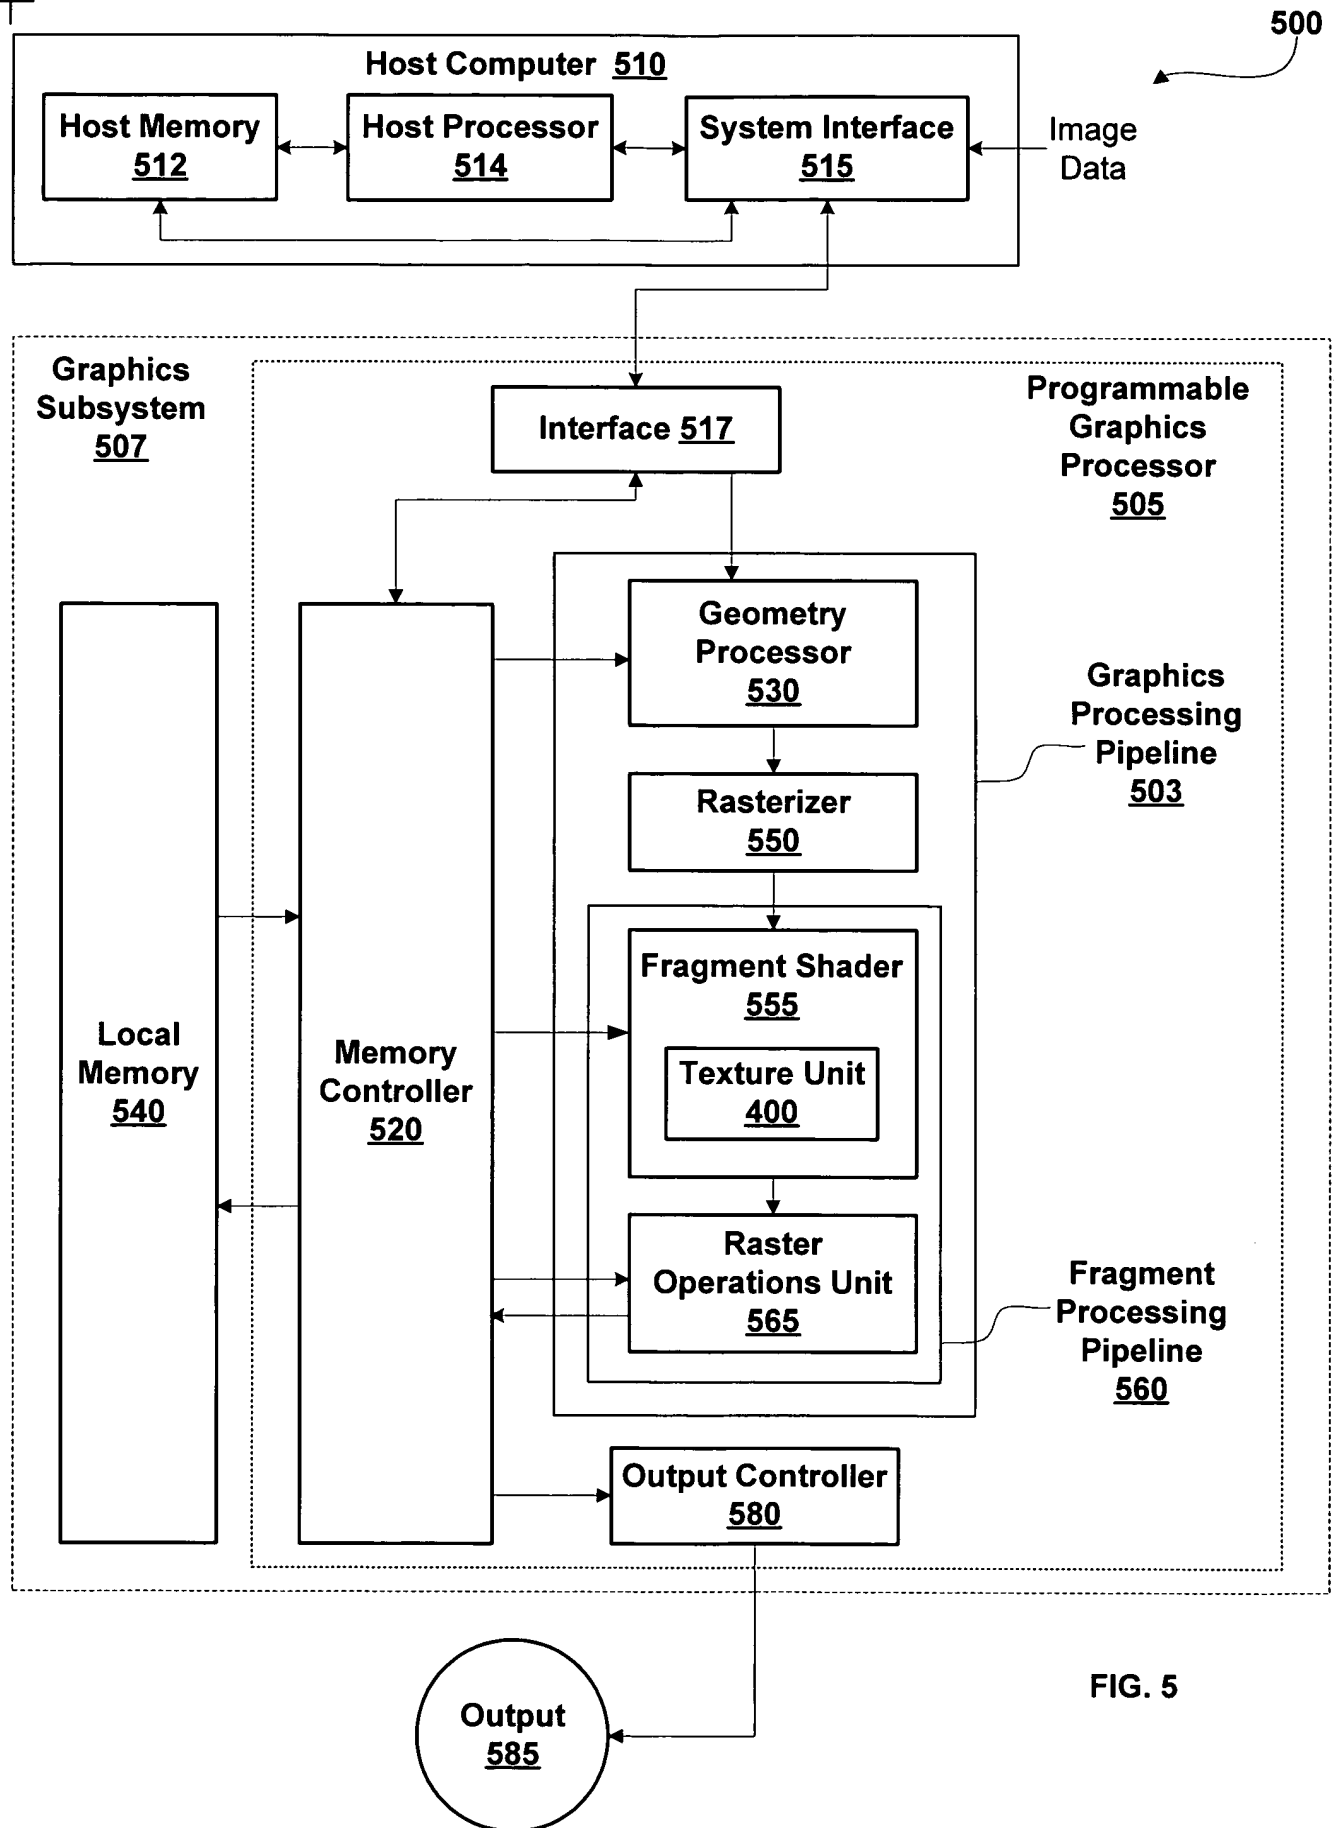 500
Host Computer 510
Host Memory
512
Host Processor
514
System Interface
515
Image
Data
Graphics
Subsystem
507
Interface 517
Programmable
Graphics
Processor
505
Geometry
Processor
530
Graphics
Processing
Pipeline
503
Rasterizer
550
Fragment Shader
555
Texture Unit
400
Local
Memory
540
Memory
Controller
520
Raster
Operations Unit
565
Fragment
Processing
Pipeline
560
Output Controller
580
Output
585
FIG. 5